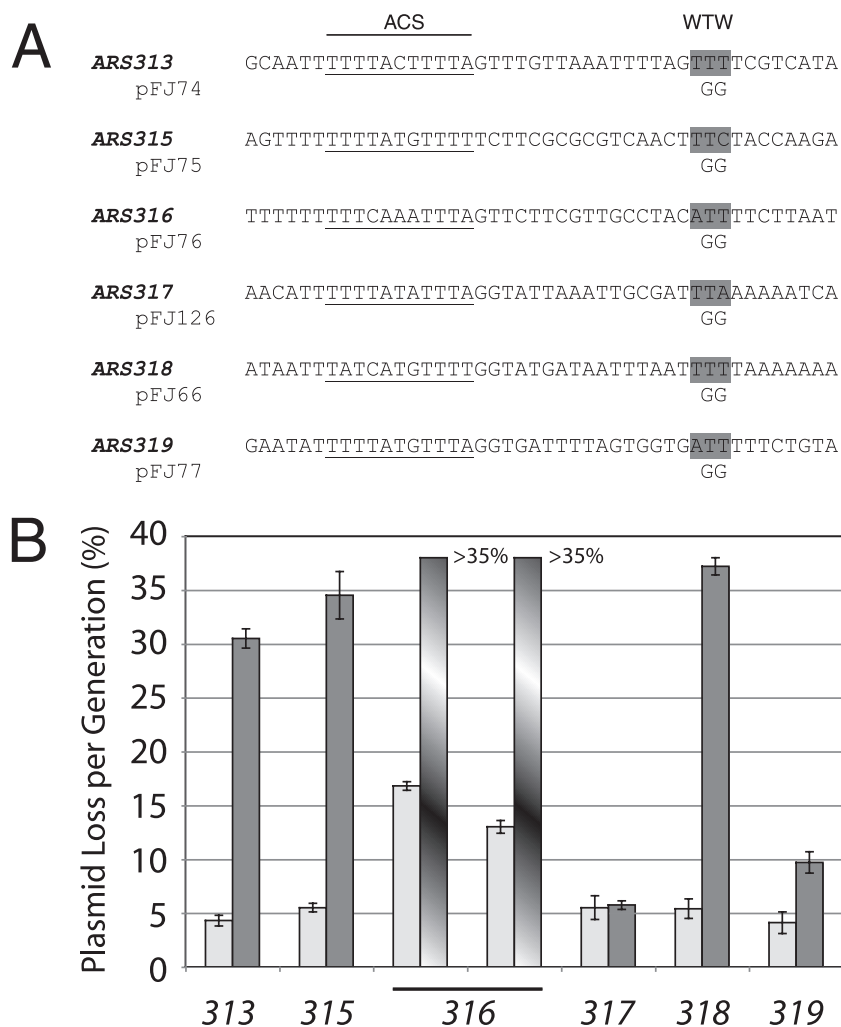 A
ACS WTW
ARS313 GCAATTTTTTACTTTTAGTTTGTTAAATTTTAGTTTTCGTCATA
pFJ74 GG
ARS315 AGTTTTTTTTATGTTTTTCTTCGCGCGTCAACTTTCTACCAAGA
pFJ75 GG
ARS316 TTTTTTTTTCAAATTTAGTTCTTCGTTGCCTACATTTTCTTAAT
pFJ76 GG
ARS317 AACATTTTTTATATTTAGGTATTAAATTGCGATTTAAAAAATCA
pFJ126 GG
ARS318 ATAATTTATCATGTTTTGGTATGATAATTTAATTTTTAAAAAAA
pFJ66 GG
ARS319 GAATATTTTTATGTTTAGGTGATTTTAGTGGTGATTTTTCTGTA
pFJ77 GG
B
Plasmid Loss per Generation (%)
40
35
30
25
20
15
10
5
0
>35% >35%
313 315 316 317 318 319